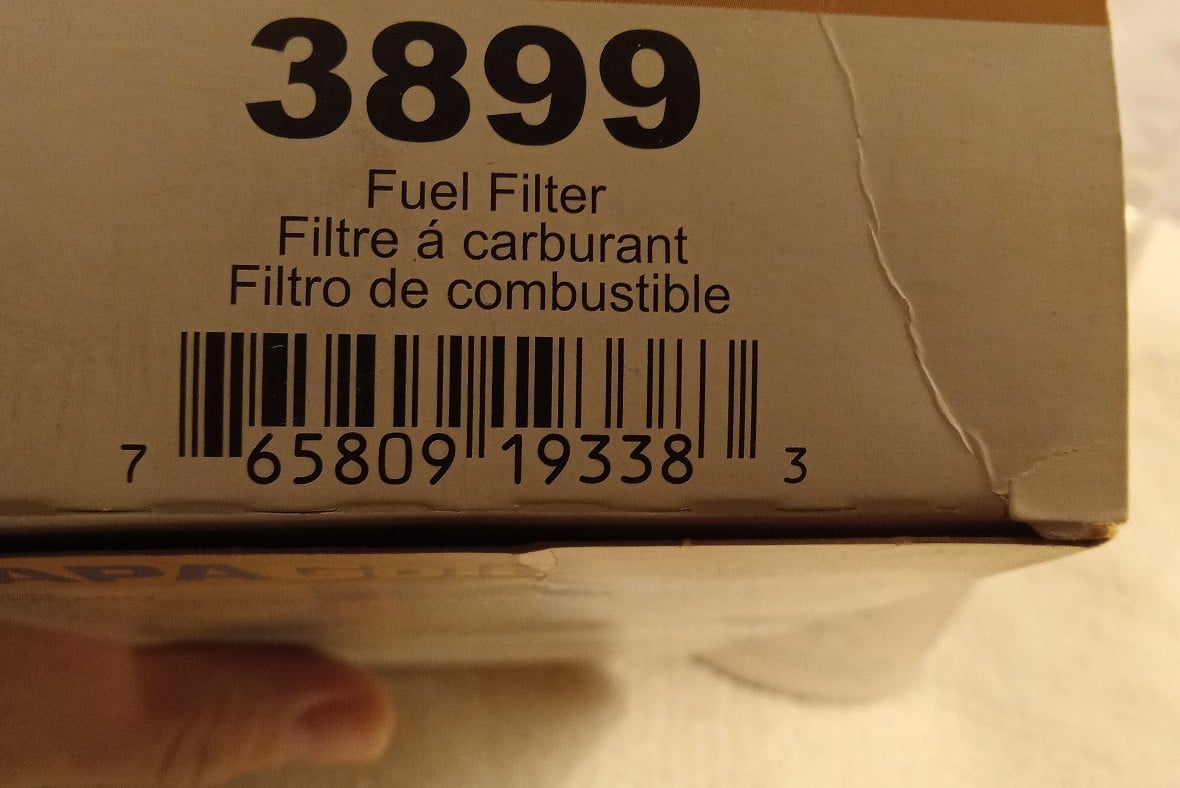 3899
Fuel Filter
Filtre á carburant
Filtro de combustible
7 65809 19338 3